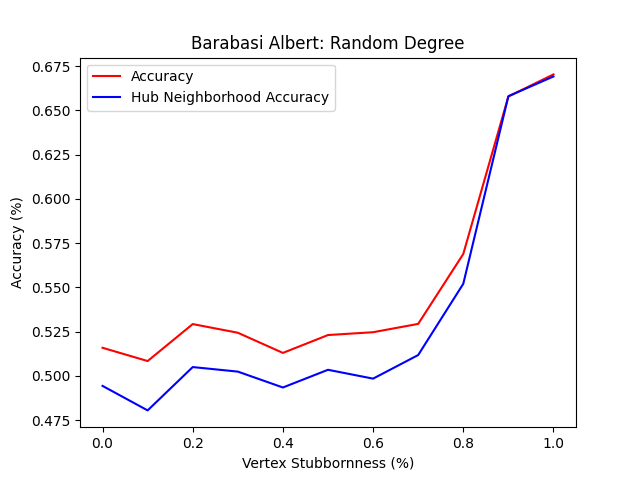 Barabasi Albert: Random Degree
Accuracy
Hub Neighborhood Accuracy
Accuracy (%)
0.675
0.650
0.625
0.600
0.575
0.550
0.525
0.500
0.475
0.0 0.2 0.4 0.6 0.8 1.0
Vertex Stubbornness (%)